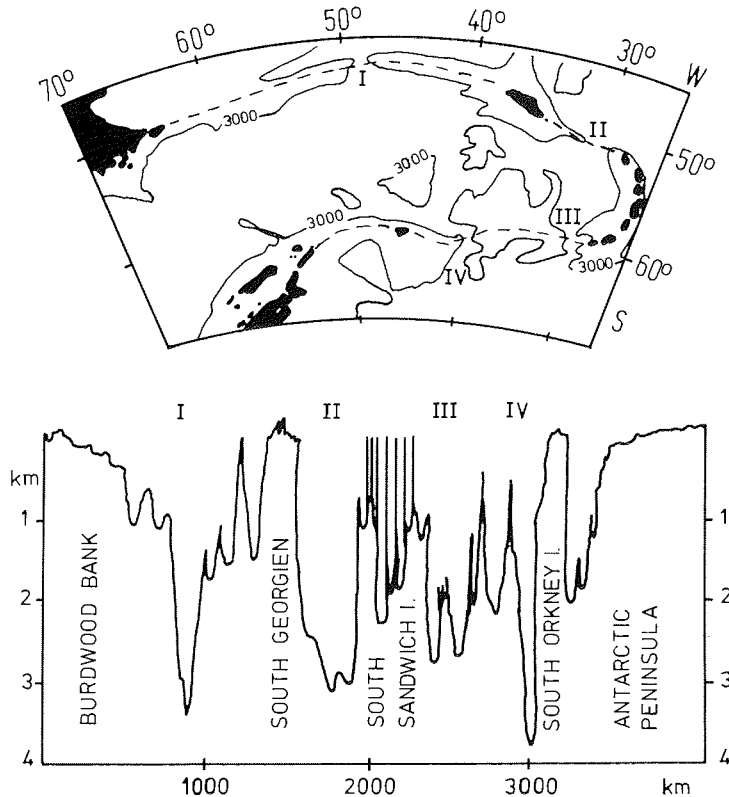 70° 60° 50° 40° 30° W
I
3000
II
50°
3000
3000
III
3000
60°
IV
S
I II III IV
km
1 1
2 2
3 3
4 4
BURDWOOD BANK
SOUTH GEORGIEN
SOUTH
SANDWICH I.
SOUTH ORKNEY I.
ANTARCTIC
PENINSULA
1000 2000 3000 km